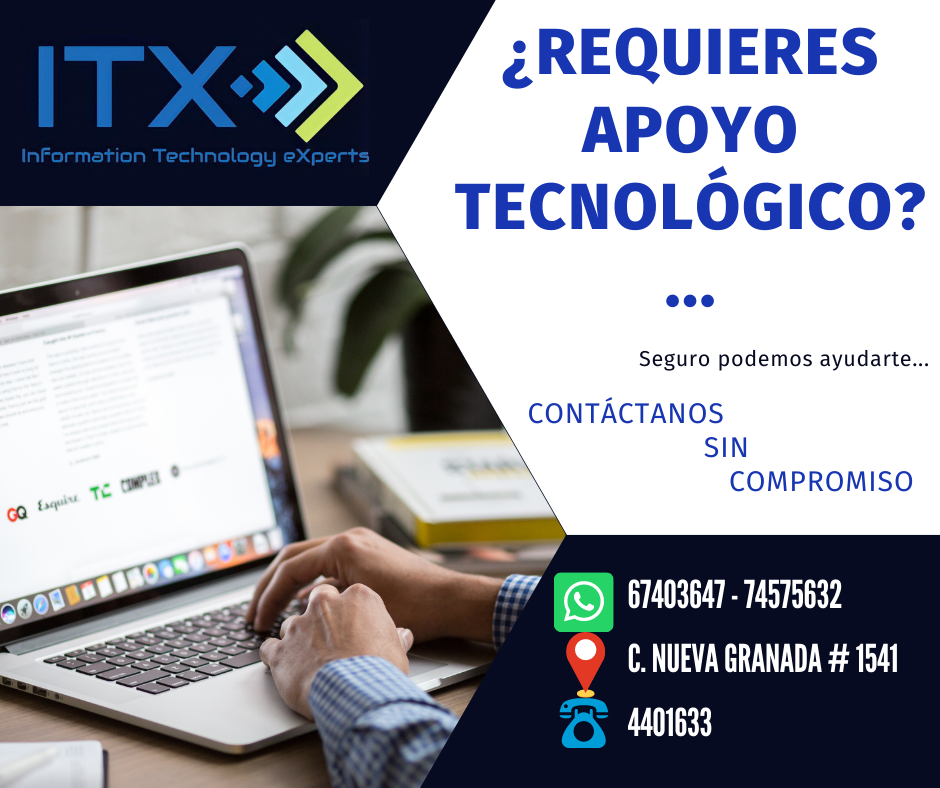 ITX
Information Technology eXperts
¿REQUIERES
APOYO
TECNOLÓGICO?
...
Seguro podemos ayudarte...
CONTÁCTANOS
SIN
COMPROMISO
GQ Esquire TC COMPLEX
67403647 - 74575632
C. NUEVA GRANADA # 1541
4401633